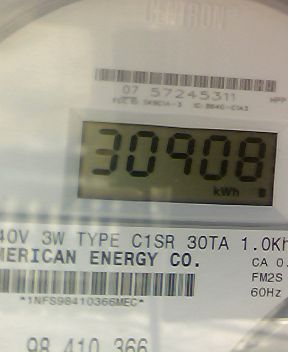 CENTRON®
07 57245311
30908
kWh
40V 3W TYPE C1SR 30TA 1.0Kh
MERICAN ENERGY CO.
CA 0.
FM2S
60Hz
*1NFS98410366MEC*
98 410 366